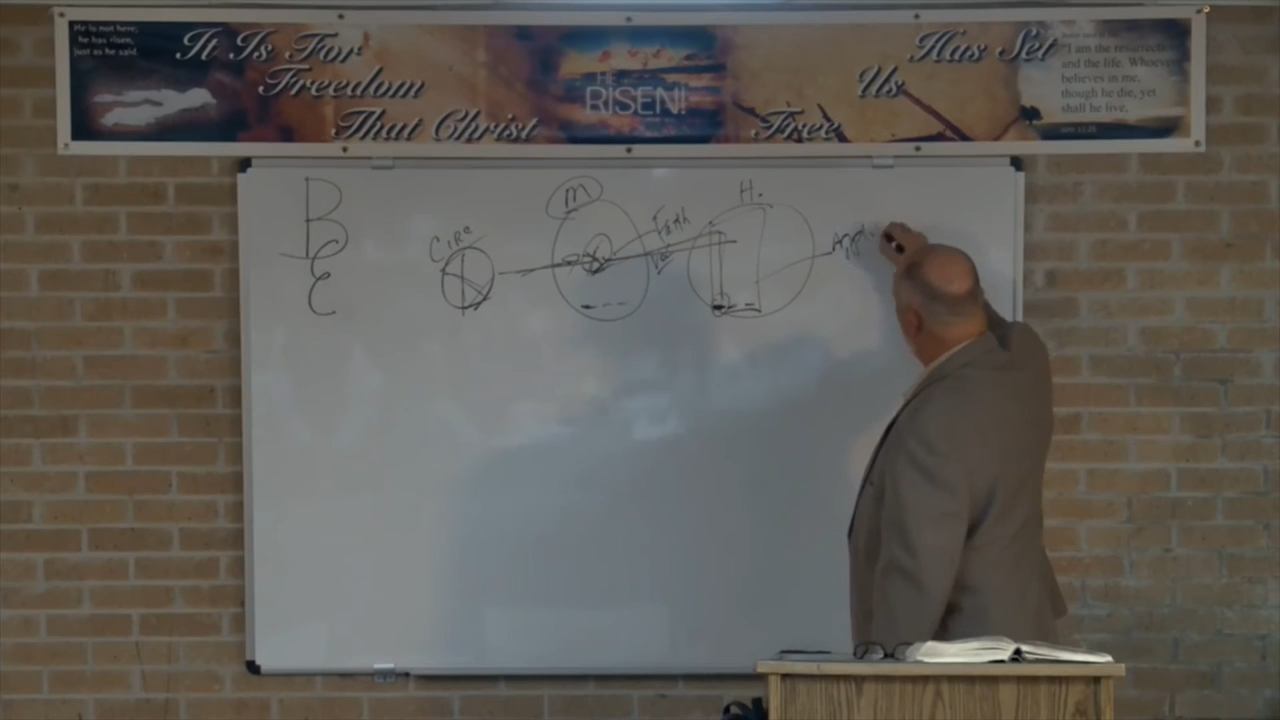 He is not here;
he has risen,
just as he said.
It Is For
Freedom
That Christ
HE
RISEN!
Has Set
Us
Free
"I am the resurrection
and the life. Whoever
believes in me,
though he die, yet
shall he live.
B
E
Circ
M
Faith
H.